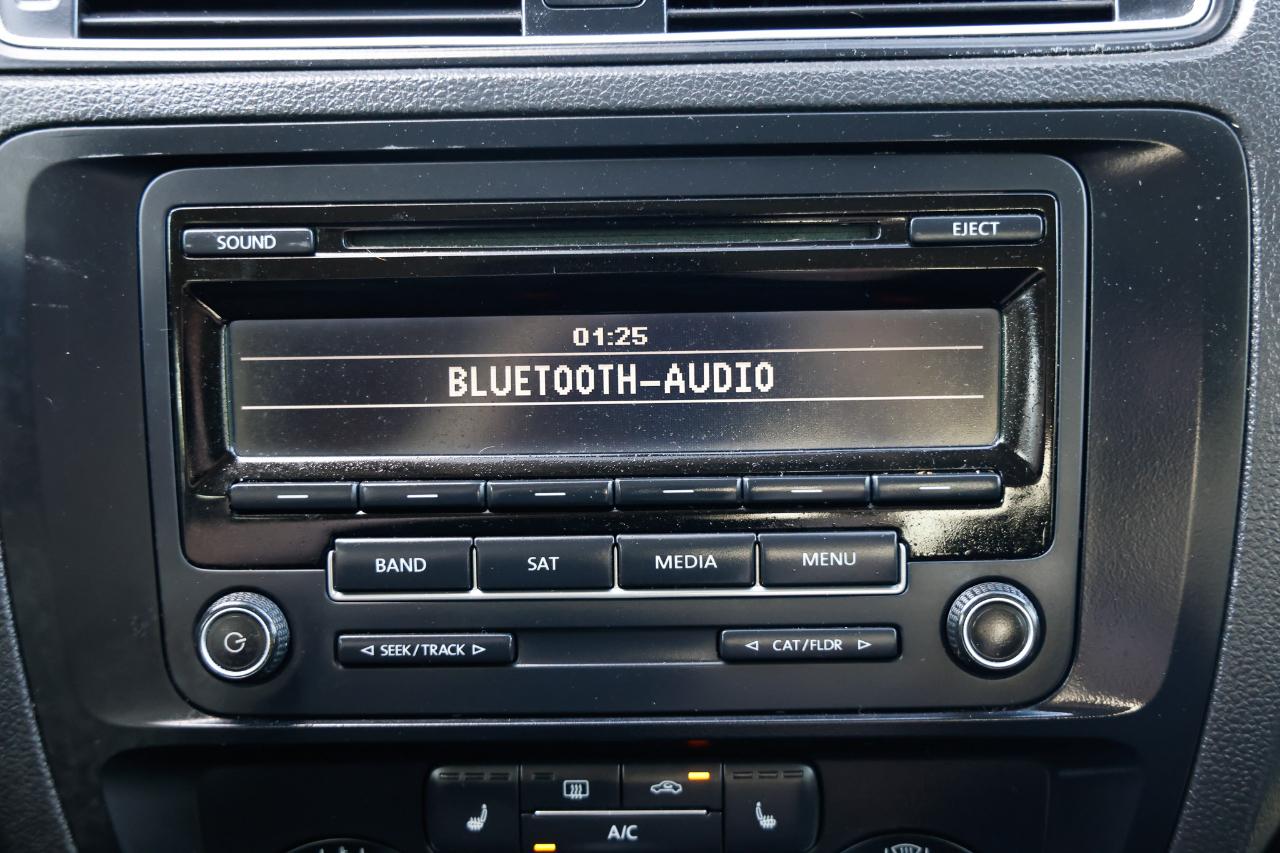 SOUND
EJECT
01:25
BLUETOOTH-AUDIO
BAND
SAT
MEDIA
MENU
SEEK/TRACK
CAT/FLDR
A/C